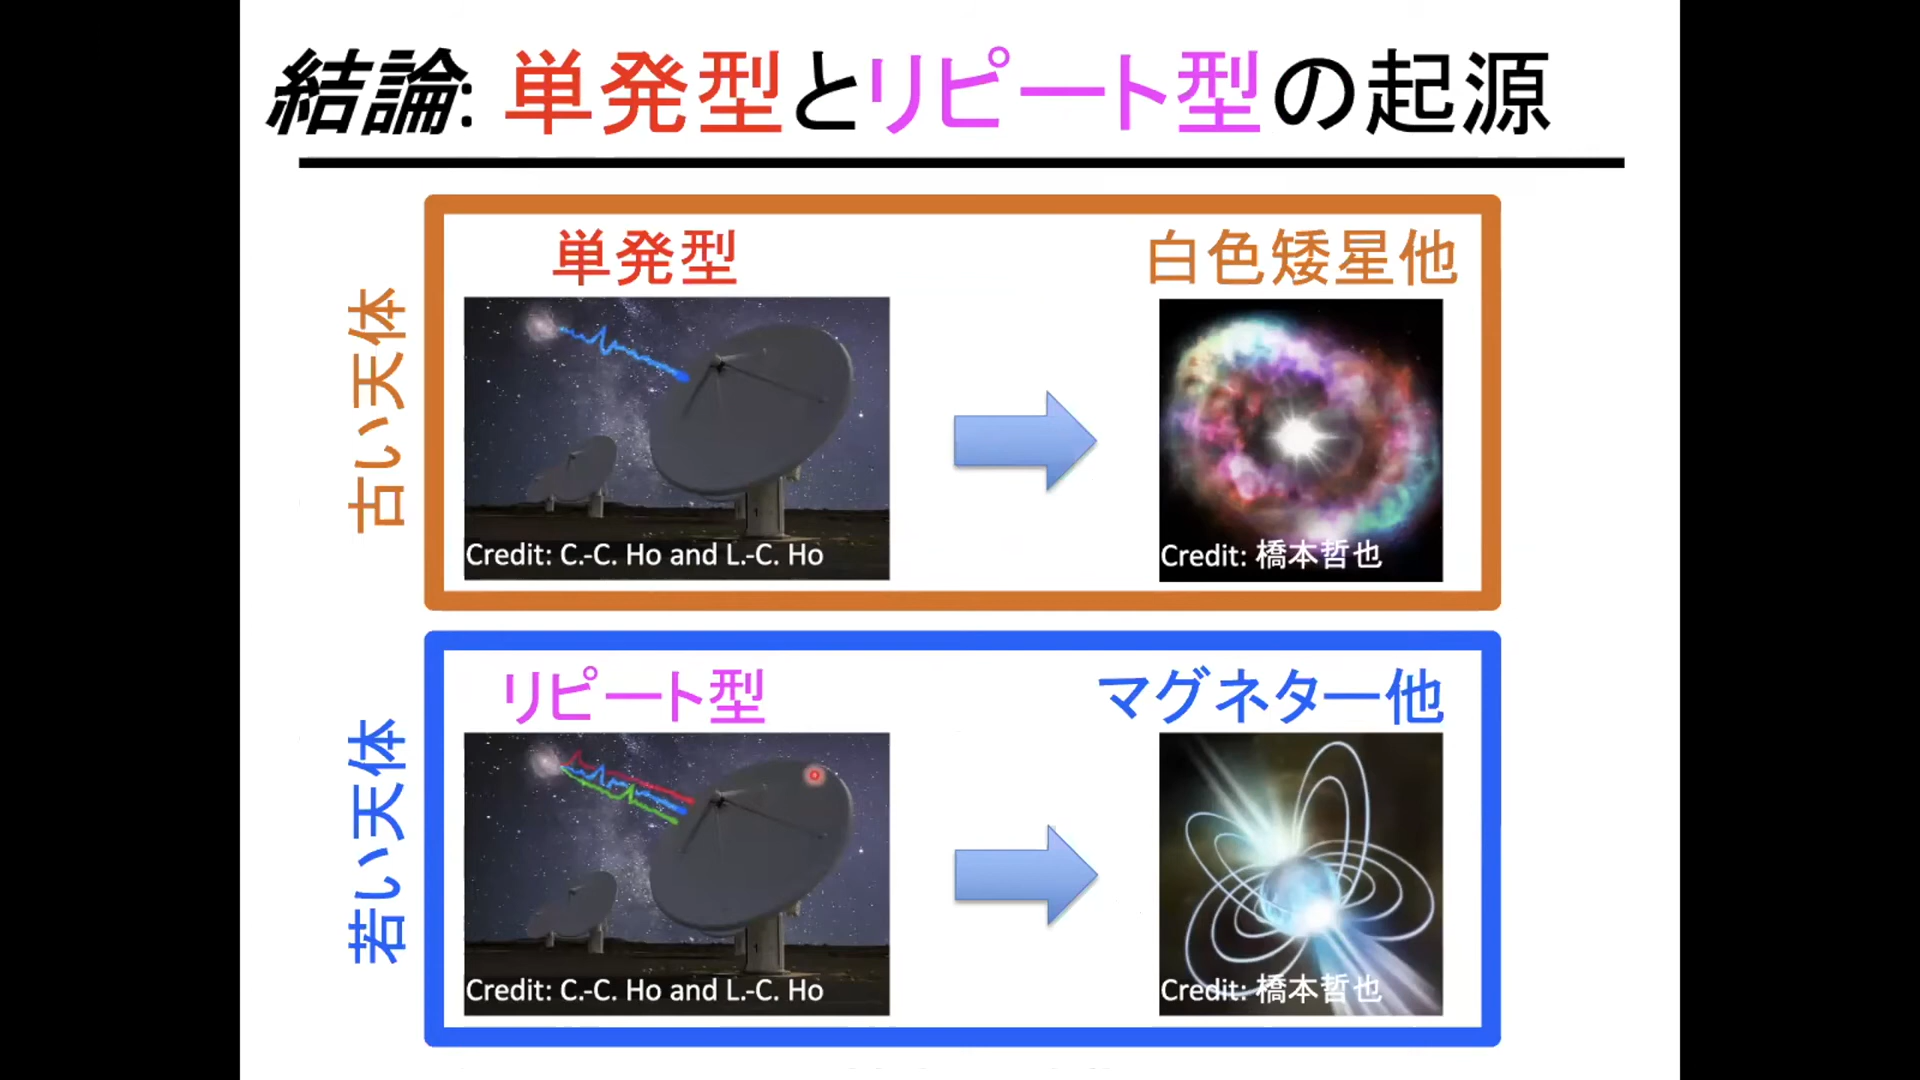 結論: 単発型とリピート型の起源
古い天体
単発型
白色矮星他
Credit: C.-C. Ho and L.-C. Ho
Credit: 橋本哲也
若い天体
リピート型
マグネター他
Credit: C.-C. Ho and L.-C. Ho
Credit: 橋本哲也